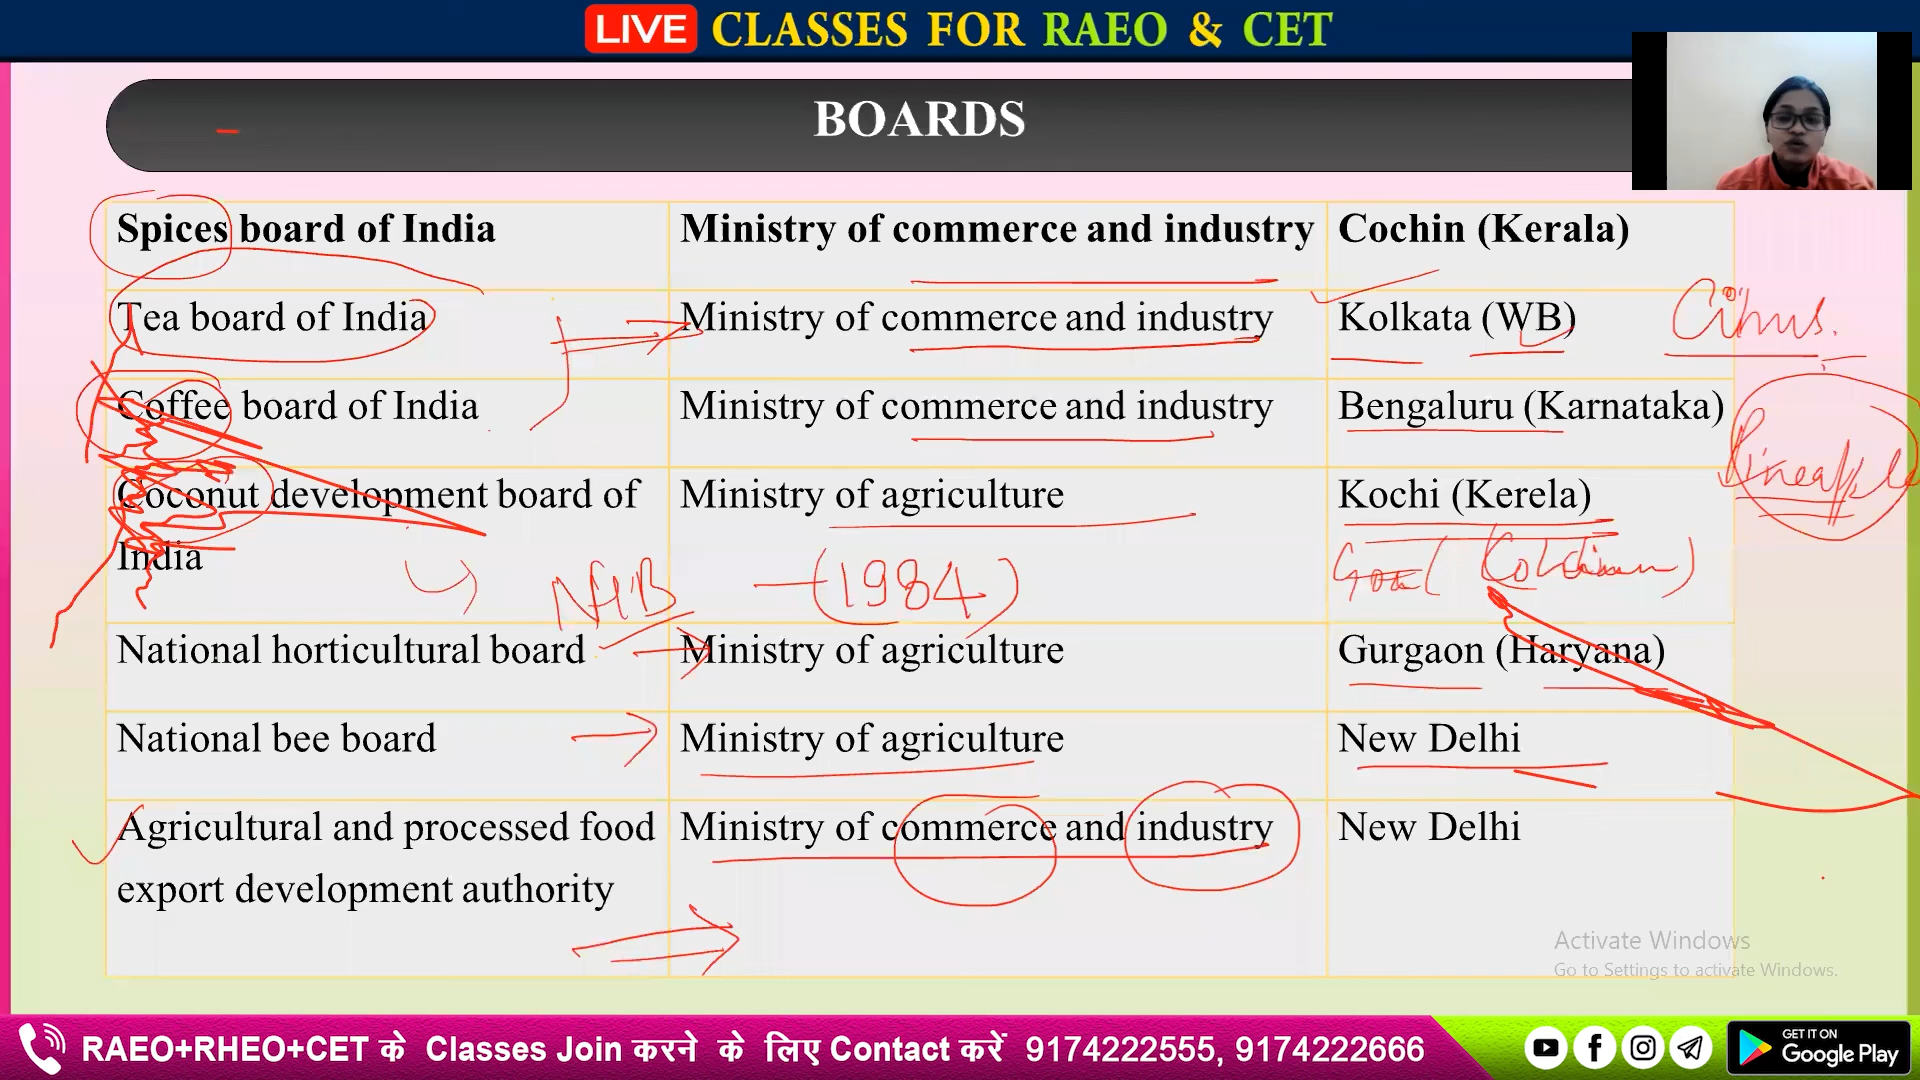 LIVE CLASSES FOR RAEO & CET
BOARDS
Spices board of India Ministry of commerce and industry Cochin (Kerala)
Tea board of India Ministry of commerce and industry Kolkata (WB)
Coffee board of India Ministry of commerce and industry Bengaluru (Karnataka)
Pineapple
Coconut development board of Ministry of agriculture Kochi (Kerela)
India
NHB (1984)
National horticultural board Ministry of agriculture Gurgaon (Haryana)
National bee board Ministry of agriculture New Delhi
Agricultural and processed food Ministry of commerce and industry New Delhi
export development authority
Activate Windows
Go to Settings to activate Windows.
RAEO+RHEO+CET के Classes Join करने के लिए Contact करें 9174222555, 9174222666
GET IT ON
Google Play